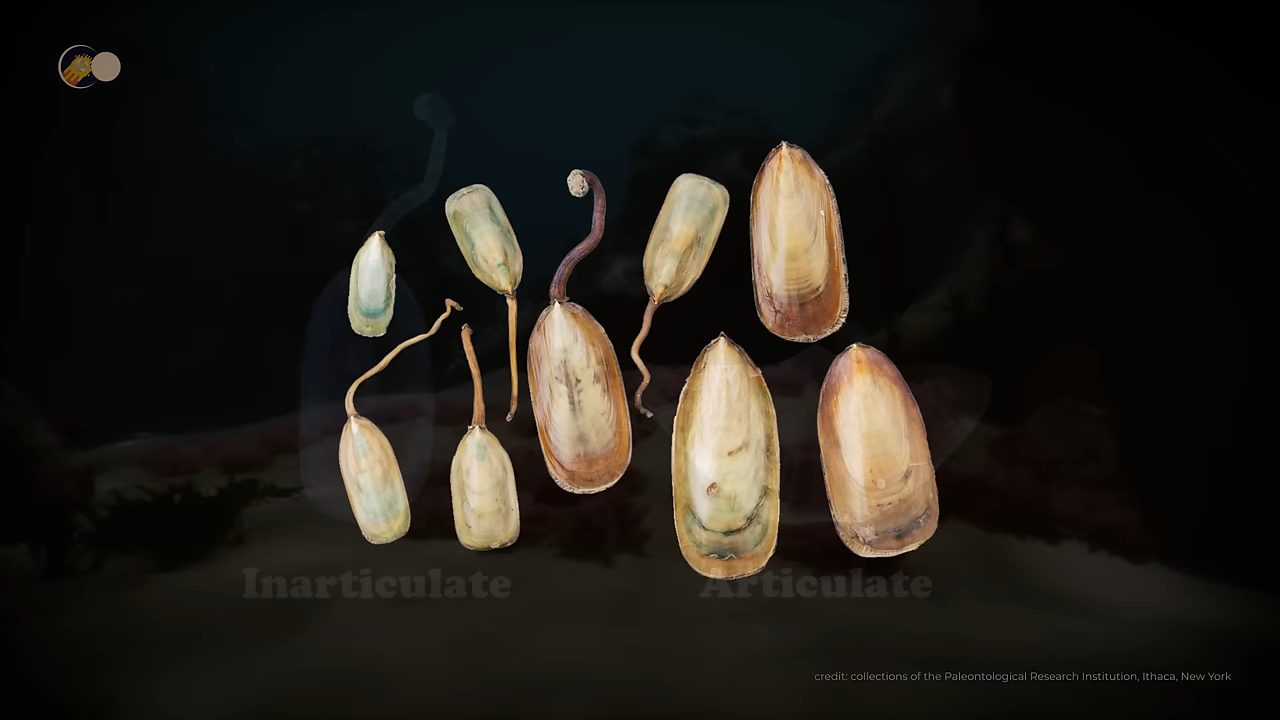 Inarticulate Articulate
credit: collections of the Paleontological Research Institution, Ithaca, New York